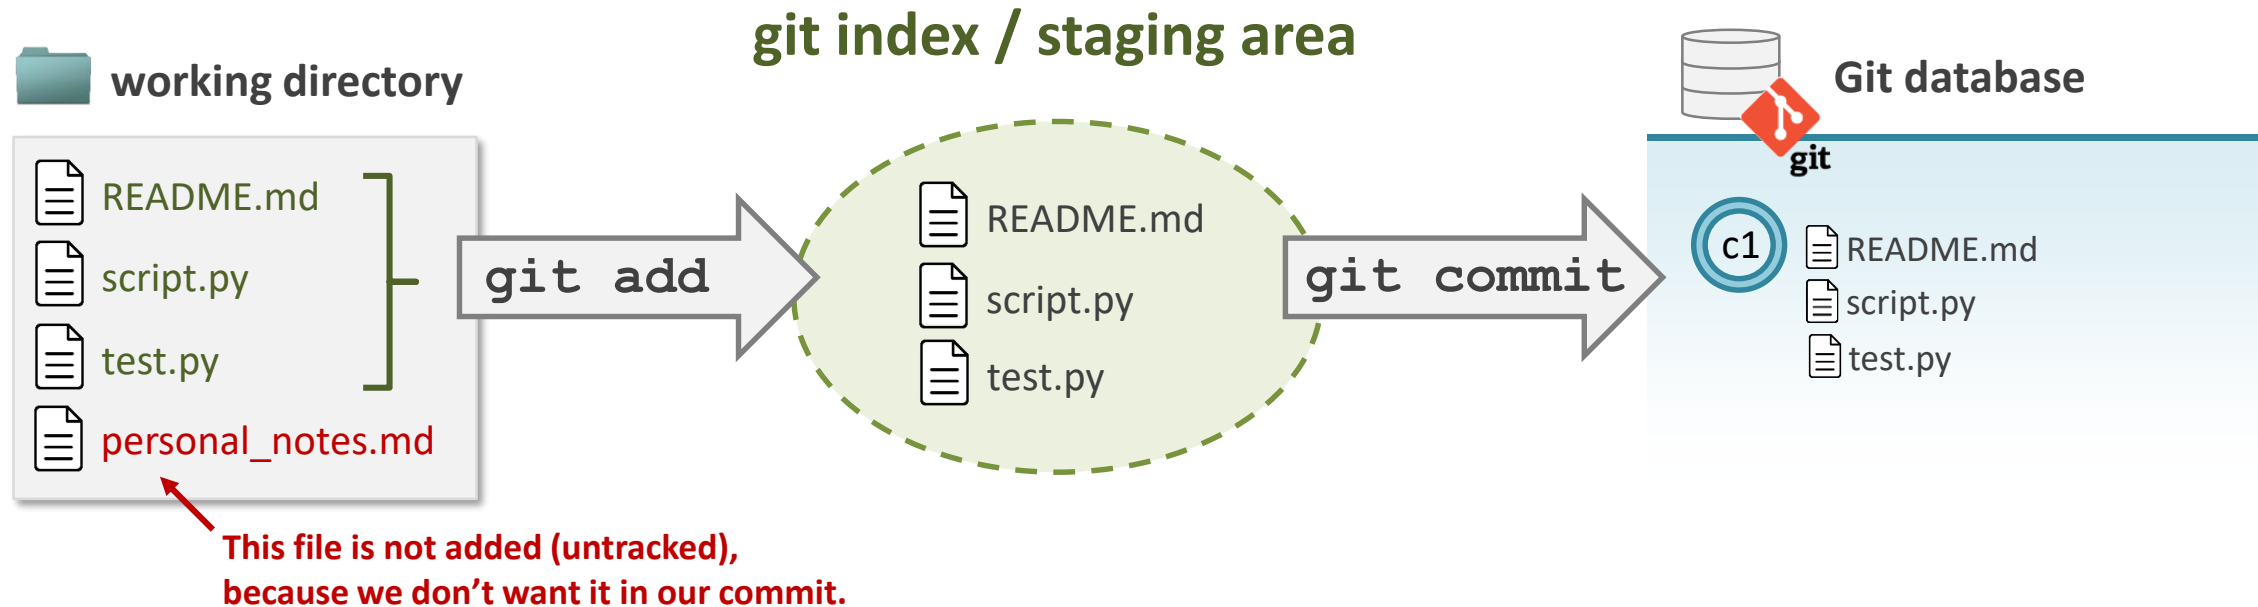 git index / staging area
working directory
Git database
git
README.md
script.py
test.py
personal_notes.md
git add
README.md
script.py
test.py
git commit
c1
README.md
script.py
test.py
This file is not added (untracked),
because we don’t want it in our commit.